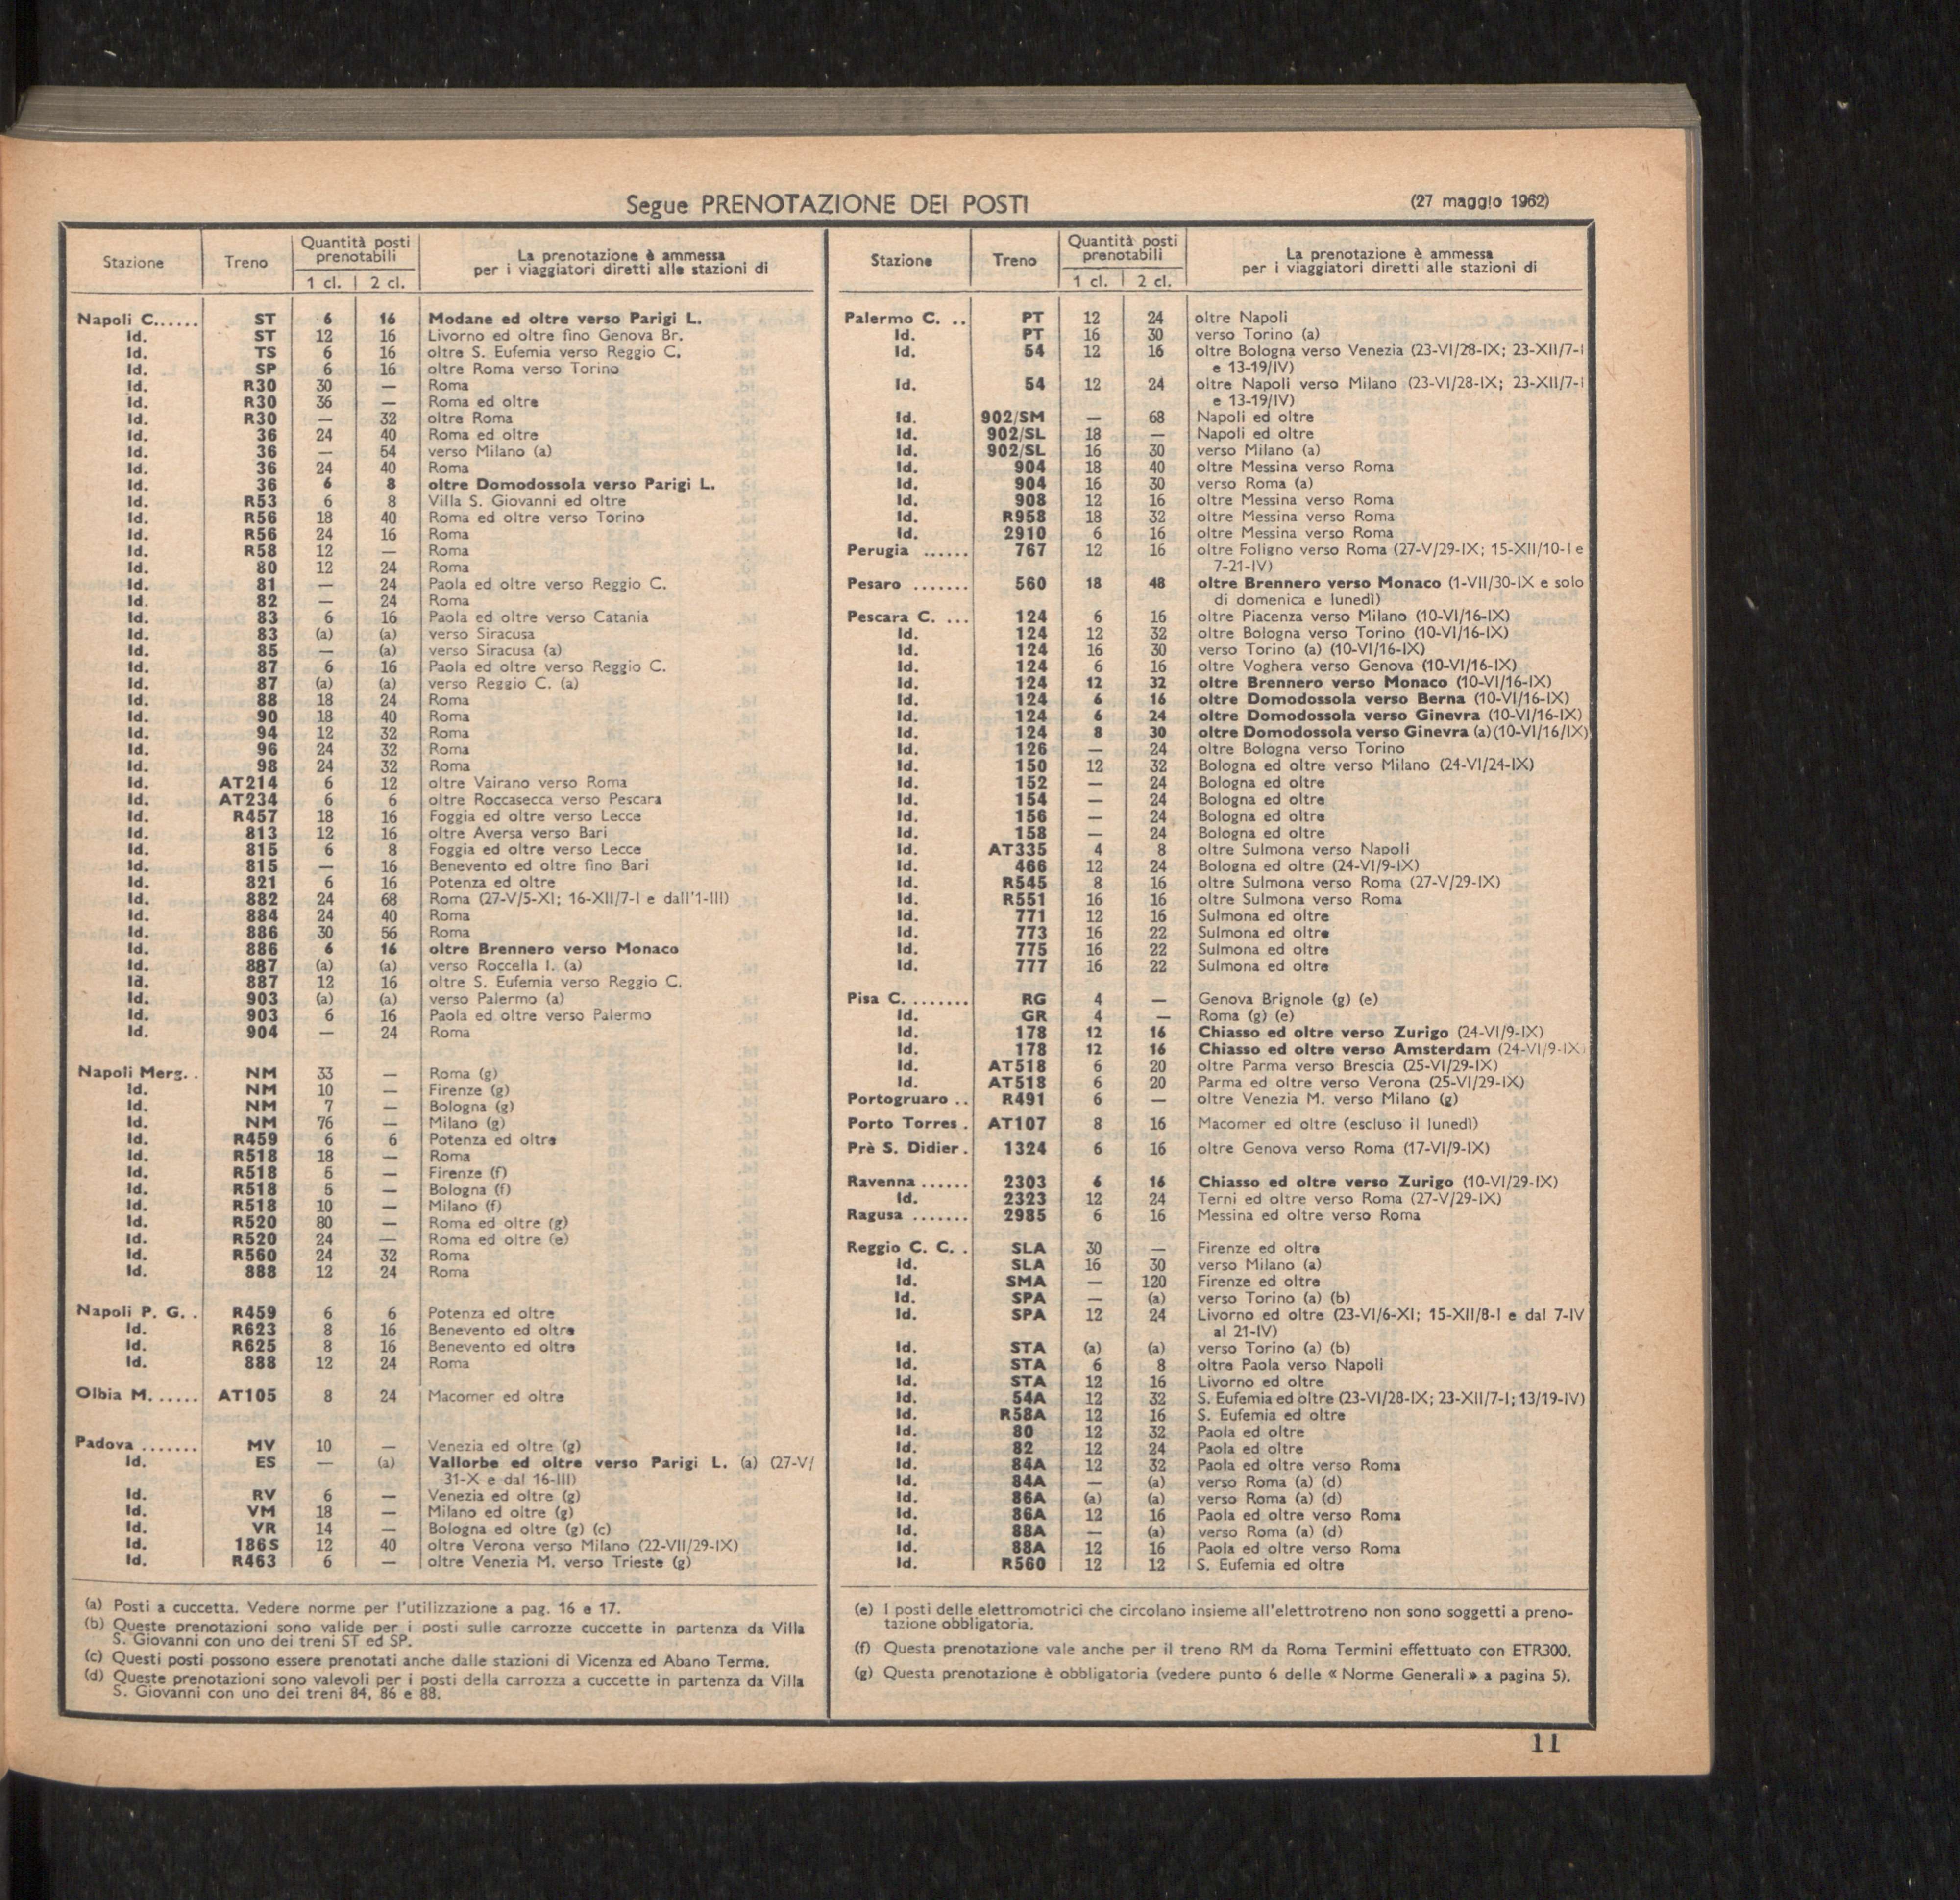 Segue PRENOTAZIONE DEI POSTI
(27 maggio 1962)
Stazione Treno Quantità posti prenotabili 1 cl. 2 cl. La prenotazione è ammessa per i viaggiatori diretti alle stazioni di
Napoli C...... ST 6 16 Modane ed oltre verso Parigi L.
Id. ST 12 16 Livorno ed oltre fino Genova Br.
Id. TS 6 16 oltre S. Eufemia verso Reggio C.
Id. SP 6 16 oltre Roma verso Torino
Id. R30 30 — Roma
Id. R30 36 — Roma ed oltre
Id. R30 — 32 oltre Roma
Id. 36 24 40 Roma ed oltre
Id. 36 — 54 verso Milano (a)
Id. 36 24 40 Roma
Id. 36 6 8 oltre Domodossola verso Parigi L.
Id. R53 6 8 Villa S. Giovanni ed oltre
Id. R56 18 40 Roma ed oltre verso Torino
Id. R56 24 16 Roma
Id. R58 12 — Roma
Id. 80 12 24 Roma
Id. 81 — 24 Paola ed oltre verso Reggio C.
Id. 82 — 24 Roma
Id. 83 6 16 Paola ed oltre verso Catania
Id. 83 (a) (a) verso Siracusa
Id. 85 — (a) verso Siracusa (a)
Id. 87 6 16 Paola ed oltre verso Reggio C.
Id. 87 (a) (a) verso Reggio C. (a)
Id. 88 18 24 Roma
Id. 90 18 40 Roma
Id. 94 12 32 Roma
Id. 96 24 32 Roma
Id. 98 24 32 Roma
Id. AT214 6 12 oltre Vairano verso Roma
Id. AT234 6 6 oltre Roccasecca verso Pescara
Id. R457 18 16 Foggia ed oltre verso Lecce
Id. 813 12 16 oltre Aversa verso Bari
Id. 815 6 8 Foggia ed oltre verso Lecce
Id. 815 — 16 Benevento ed oltre fino Bari
Id. 821 6 16 Potenza ed oltre
Id. 882 24 68 Roma (27-V/5-XI; 16-XII/7-I e dall'1-III)
Id. 884 24 40 Roma
Id. 886 30 56 Roma
Id. 886 6 16 oltre Brennero verso Monaco
Id. 887 (a) (a) verso Roccella I. (a)
Id. 887 12 16 oltre S. Eufemia verso Reggio C.
Id. 903 (a) (a) verso Palermo (a)
Id. 903 6 16 Paola ed oltre verso Palermo
Id. 904 — 24 Roma
Napoli Merg. . NM 33 — Roma (g)
Id. NM 10 — Firenze (g)
Id. NM 7 — Bologna (g)
Id. NM 76 — Milano (g)
Id. R459 6 6 Potenza ed oltre
Id. R518 18 — Roma
Id. R518 5 — Firenze (f)
Id. R518 5 — Bologna (f)
Id. R518 10 — Milano (f)
Id. R520 80 — Roma ed oltre (g)
Id. R520 24 — Roma ed oltre (e)
Id. R560 24 32 Roma
Id. 888 12 24 Roma
Napoli P. G. . R459 6 6 Potenza ed oltre
Id. R623 8 16 Benevento ed oltre
Id. R625 8 16 Benevento ed oltre
Id. 888 12 24 Roma
Olbia M. ..... AT105 8 24 Macomer ed oltre
Padova ....... MV 10 — Venezia ed oltre (g)
Id. ES — (a) Vallorbe ed oltre verso Parigi L. (a) (27-V/
31-X e dal 16-III)
Id. RV 6 — Venezia ed oltre (g)
Id. VM 18 — Milano ed oltre (g)
Id. VR 14 — Bologna ed oltre (g) (c)
Id. 186S 12 40 oltre Verona verso Milano (22-VII/29-IX)
Id. R463 6 — oltre Venezia M. verso Trieste (g)
(a) Posti a cuccetta. Vedere norme per l'utilizzazione a pag. 16 e 17.
(b) Queste prenotazioni sono valide per i posti sulle carrozze cuccette in partenza da Villa
S. Giovanni con uno dei treni ST ed SP.
(c) Questi posti possono essere prenotati anche dalle stazioni di Vicenza ed Abano Terme.
(d) Queste prenotazioni sono valevoli per i posti della carrozza a cuccette in partenza da Villa
S. Giovanni con uno dei treni 84, 86 e 88.
Stazione Treno Quantità posti prenotabili 1 cl. 2 cl. La prenotazione è ammessa per i viaggiatori diretti alle stazioni di
Palermo C. .. PT 12 24 oltre Napoli
Id. PT 16 30 verso Torino (a)
Id. 54 12 16 oltre Bologna verso Venezia (23-VI/28-IX; 23-XII/7-I
e 13-19/IV)
Id. 54 12 24 oltre Napoli verso Milano (23-VI/28-IX; 23-XII/7-I
e 13-19/IV)
Id. 902/SM — 68 Napoli ed oltre
Id. 902/SL 18 — Napoli ed oltre
Id. 902/SL 16 30 verso Milano (a)
Id. 904 18 40 oltre Messina verso Roma
Id. 904 16 30 verso Roma (a)
Id. 908 12 16 oltre Messina verso Roma
Id. R958 18 32 oltre Messina verso Roma
Id. 2910 6 16 oltre Messina verso Roma
Perugia ...... 767 12 16 oltre Foligno verso Roma (27-V/29-IX; 15-XII/10-I e
7-21-IV)
Pesaro ....... 560 18 48 oltre Brennero verso Monaco (1-VII/30-IX e solo
di domenica e lunedì)
Pescara C. ... 124 6 16 oltre Piacenza verso Milano (10-VI/16-IX)
Id. 124 12 32 oltre Bologna verso Torino (10-VI/16-IX)
Id. 124 16 30 verso Torino (a) (10-VI/16-IX)
Id. 124 6 16 oltre Voghera verso Genova (10-VI/16-IX)
Id. 124 12 32 oltre Brennero verso Monaco (10-VI/16-IX)
Id. 124 6 16 oltre Domodossola verso Berna (10-VI/16-IX)
Id. 124 6 24 oltre Domodossola verso Ginevra (10-VI/16-IX)
Id. 124 8 30 oltre Domodossola verso Ginevra (a)(10-VI/16/IX)
Id. 126 — 24 oltre Bologna verso Torino
Id. 150 12 32 Bologna ed oltre verso Milano (24-VI/24-IX)
Id. 152 — 24 Bologna ed oltre
Id. 154 — 24 Bologna ed oltre
Id. 156 — 24 Bologna ed oltre
Id. 158 — 24 Bologna ed oltre
Id. AT335 4 8 oltre Sulmona verso Napoli
Id. 466 12 24 Bologna ed oltre (24-VI/9-IX)
Id. R545 8 16 oltre Sulmona verso Roma (27-V/29-IX)
Id. R551 16 16 oltre Sulmona verso Roma
Id. 771 12 16 Sulmona ed oltre
Id. 773 16 22 Sulmona ed oltre
Id. 775 16 22 Sulmona ed oltre
Id. 777 16 22 Sulmona ed oltre
Pisa C. ........ RG 4 — Genova Brignole (g) (e)
Id. GR 4 — Roma (g) (e)
Id. 178 12 16 Chiasso ed oltre verso Zurigo (24-VI/9-IX)
Id. 178 12 16 Chiasso ed oltre verso Amsterdam (24-VI/9-IX)
Id. AT518 6 20 oltre Parma verso Brescia (25-VI/29-IX)
Id. AT518 6 20 Parma ed oltre verso Verona (25-VI/29-IX)
Portogruaro .. R491 6 — oltre Venezia M. verso Milano (g)
Porto Torres . AT107 8 16 Macomer ed oltre (escluso il lunedì)
Prè S. Didier . 1324 6 16 oltre Genova verso Roma (17-VI/9-IX)
Ravenna ...... 2303 6 16 Chiasso ed oltre verso Zurigo (10-VI/29-IX)
Id. 2323 12 24 Terni ed oltre verso Roma (27-V/29-IX)
Ragusa ....... 2985 6 16 Messina ed oltre verso Roma
Reggio C. C. . SLA 30 — Firenze ed oltre
Id. SLA 16 30 verso Milano (a)
Id. SMA — 120 Firenze ed oltre
Id. SPA — (a) verso Torino (a) (b)
Id. SPA 12 24 Livorno ed oltre (23-VI/6-XI; 15-XII/8-I e dal 7-IV
al 21-IV)
Id. STA (a) (a) verso Torino (a) (b)
Id. STA 6 8 oltre Paola verso Napoli
Id. STA 12 16 Livorno ed oltre
Id. 54A 12 32 S. Eufemia ed oltre (23-VI/28-IX; 23-XII/7-I; 13/19-IV)
Id. R58A 12 16 S. Eufemia ed oltre
Id. 80 12 32 Paola ed oltre
Id. 82 12 24 Paola ed oltre
Id. 84A 12 32 Paola ed oltre verso Roma
Id. 84A — (a) verso Roma (a) (d)
Id. 86A (a) (a) verso Roma (a) (d)
Id. 86A 12 16 Paola ed oltre verso Roma
Id. 88A — (a) verso Roma (a) (d)
Id. 88A 12 16 Paola ed oltre verso Roma
Id. R560 12 12 S. Eufemia ed oltre
(e) I posti delle elettromotrici che circolano insieme all'elettrotreno non sono soggetti a preno-
tazione obbligatoria.
(f) Questa prenotazione vale anche per il treno RM da Roma Termini effettuato con ETR300.
(g) Questa prenotazione è obbligatoria (vedere punto 6 delle « Norme Generali » a pagina 5).
11